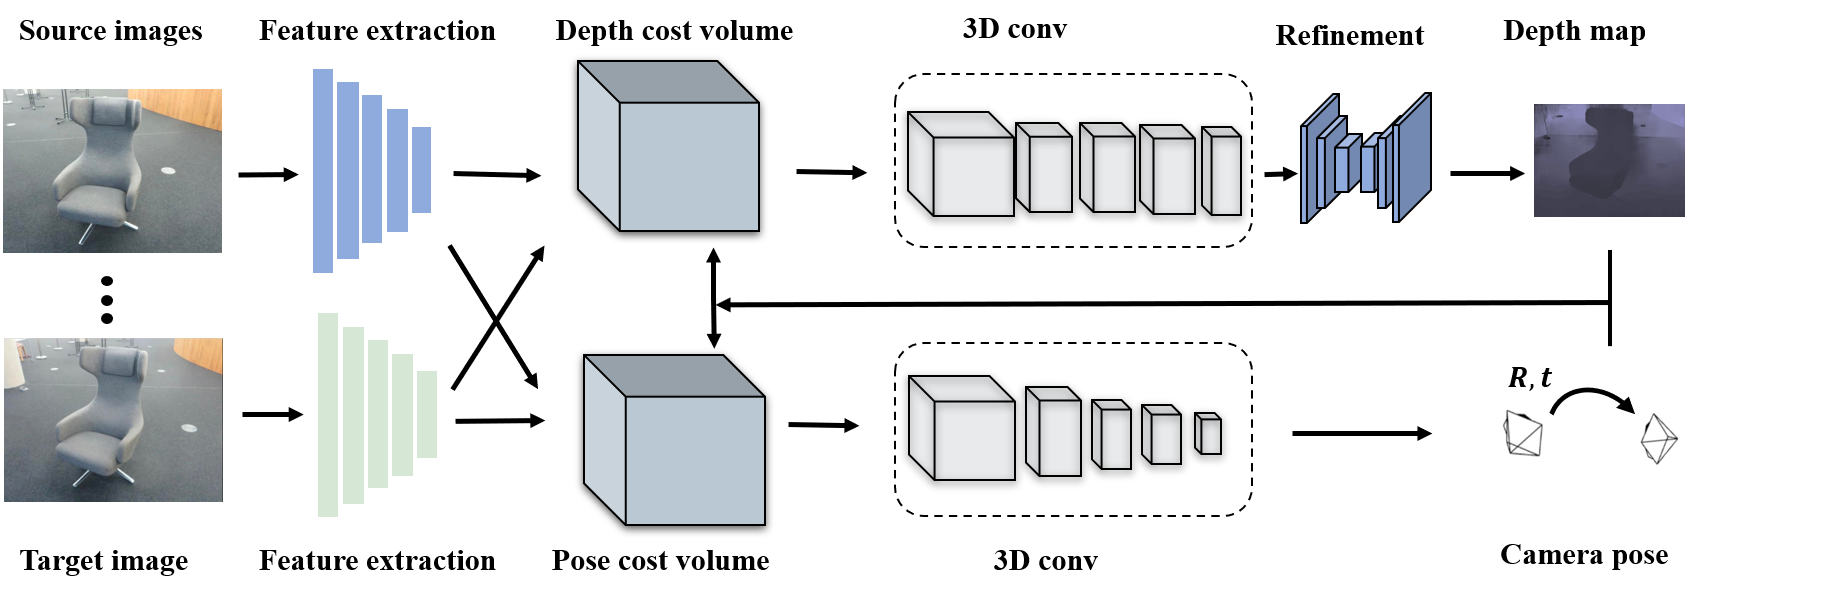 Source images
Feature extraction
Depth cost volume
3D conv
Refinement
Depth map
R, t
Target image
Feature extraction
Pose cost volume
3D conv
Camera pose